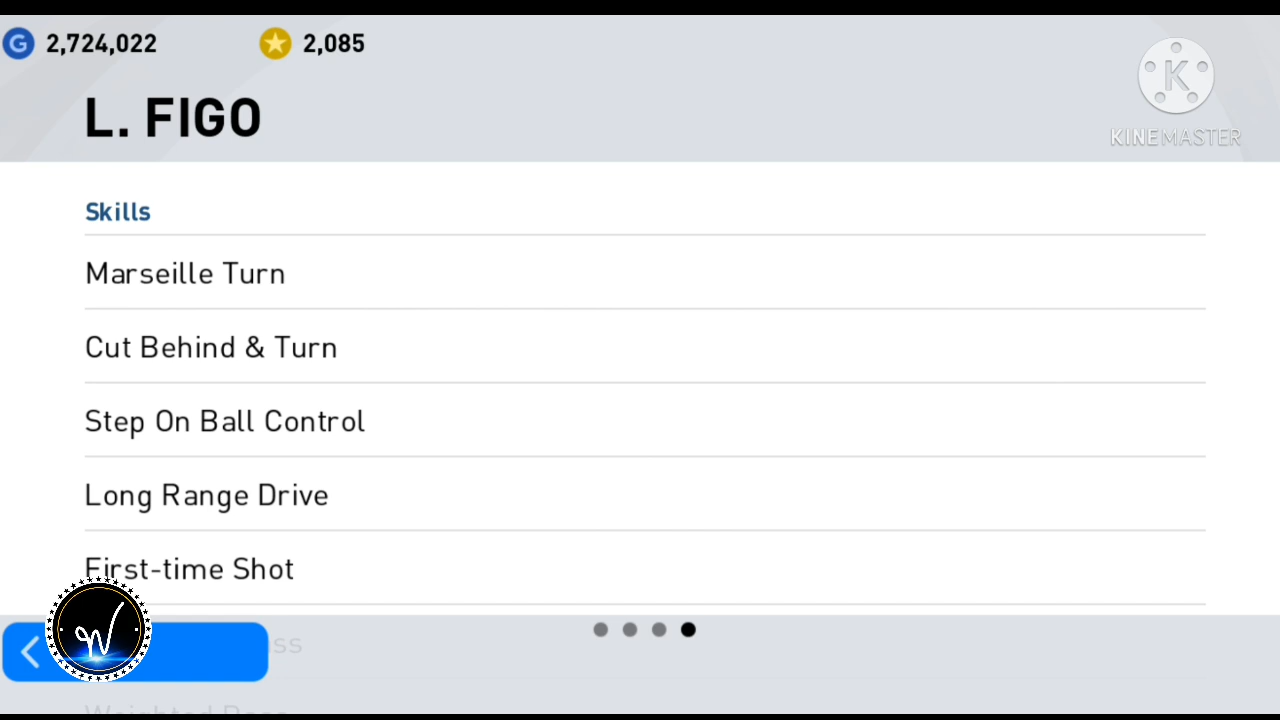 G 2,724,022 2,085
L. FIGO
K
KINEMASTER
Skills
Marseille Turn
Cut Behind & Turn
Step On Ball Control
Long Range Drive
First-time Shot
W